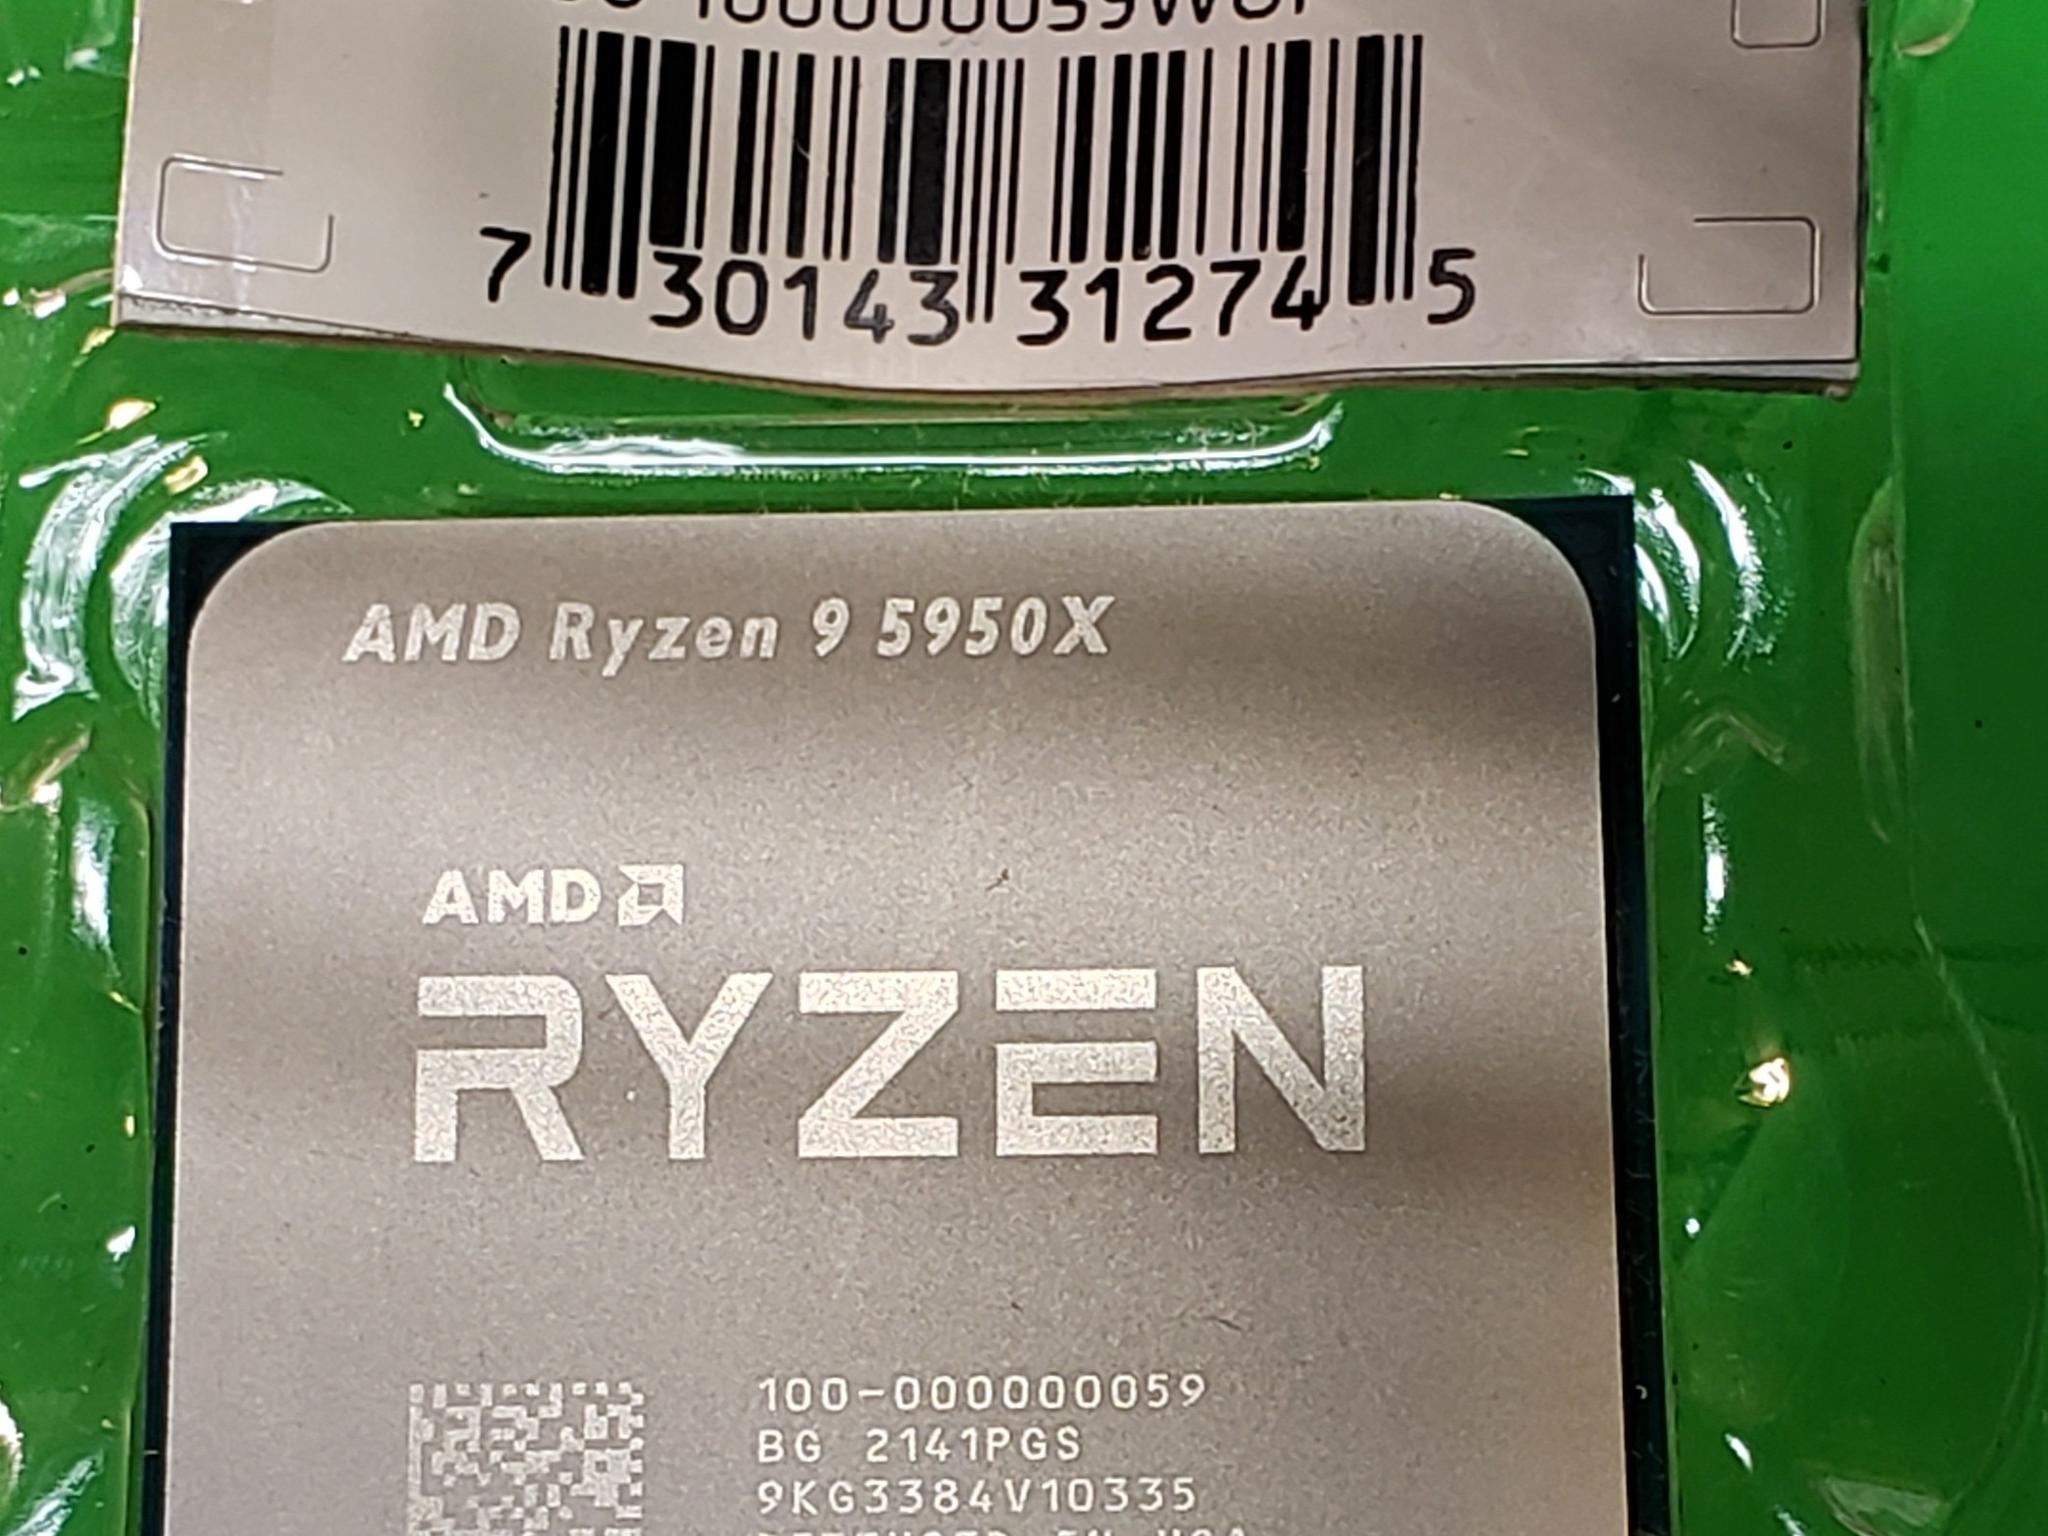 7 30143 31274 5
AMD Ryzen 9 5950X
AMD
RYZEN
100-000000059
BG 2141PGS
9KG3384V10335